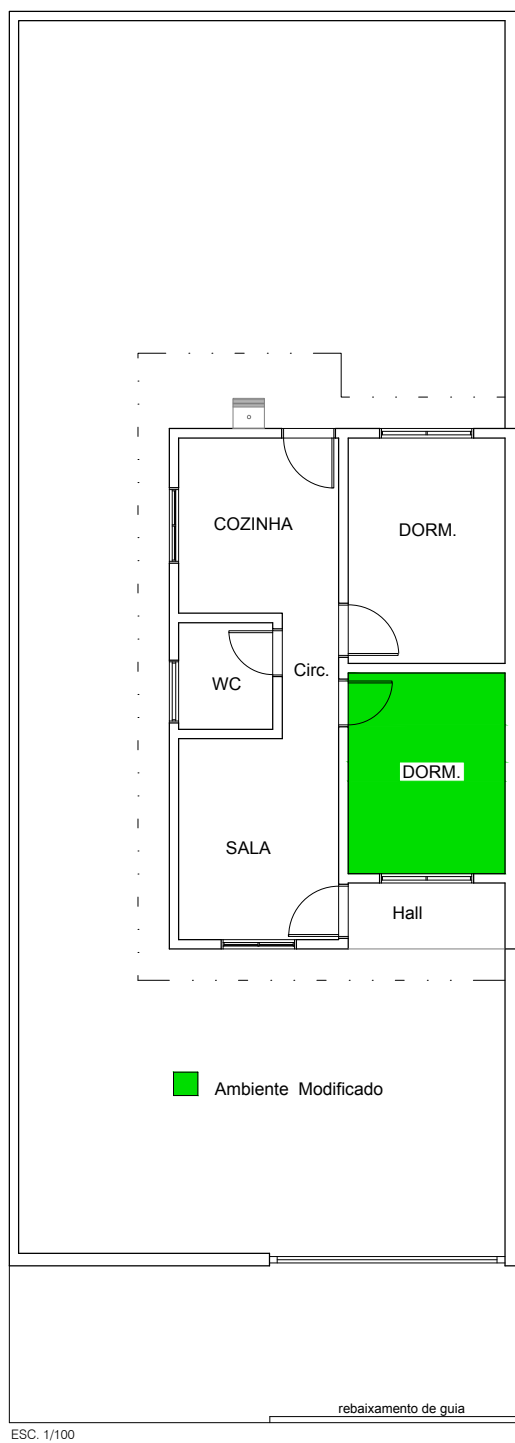 COZINHA
DORM.
WC
Circ.
DORM.
SALA
Hall
Ambiente Modificado
rebaixamento de guia
ESC. 1/100